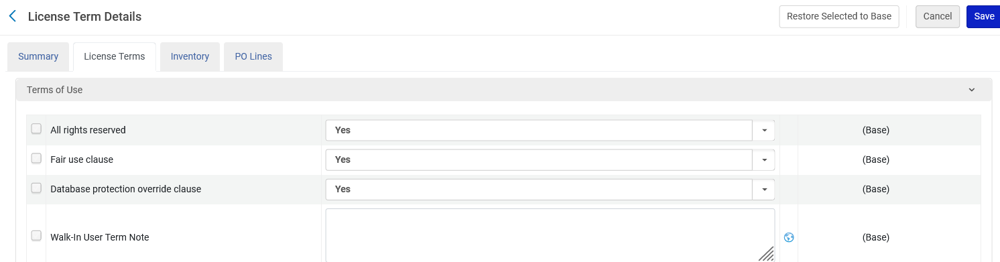 License Term Details
Restore Selected to Base
Cancel
Save
Summary
License Terms
Inventory
PO Lines
Terms of Use
All rights reserved Yes (Base)
Fair use clause Yes (Base)
Database protection override clause Yes (Base)
Walk-In User Term Note (Base)